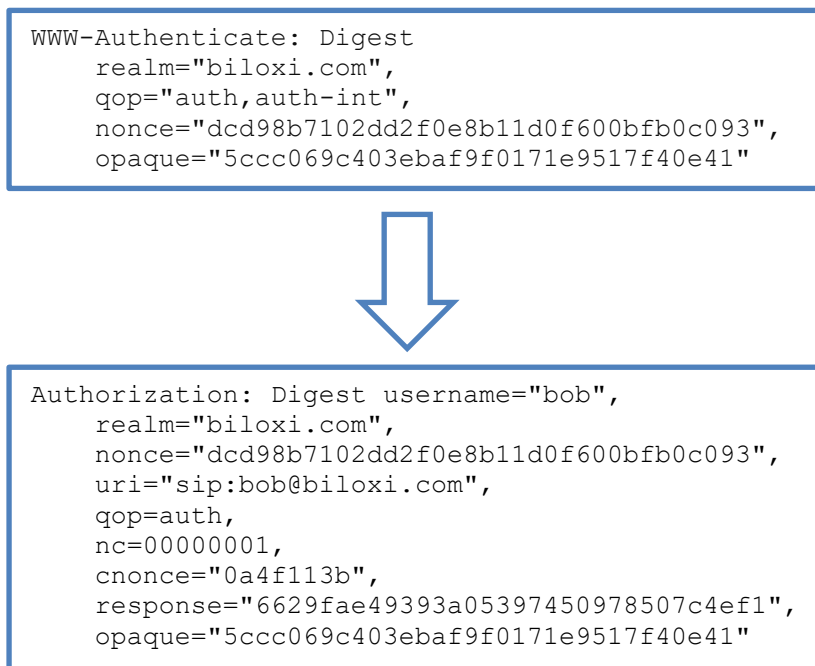 WWW-Authenticate: Digest
realm="biloxi.com",
qop="auth,auth-int",
nonce="dcd98b7102dd2f0e8b11d0f600bfb0c093",
opaque="5ccc069c403ebaf9f0171e9517f40e41"
Authorization: Digest username="bob",
realm="biloxi.com",
nonce="dcd98b7102dd2f0e8b11d0f600bfb0c093",
uri="sip:bob@biloxi.com",
qop=auth,
nc=00000001,
cnonce="0a4f113b",
response="6629fae49393a05397450978507c4ef1",
opaque="5ccc069c403ebaf9f0171e9517f40e41"